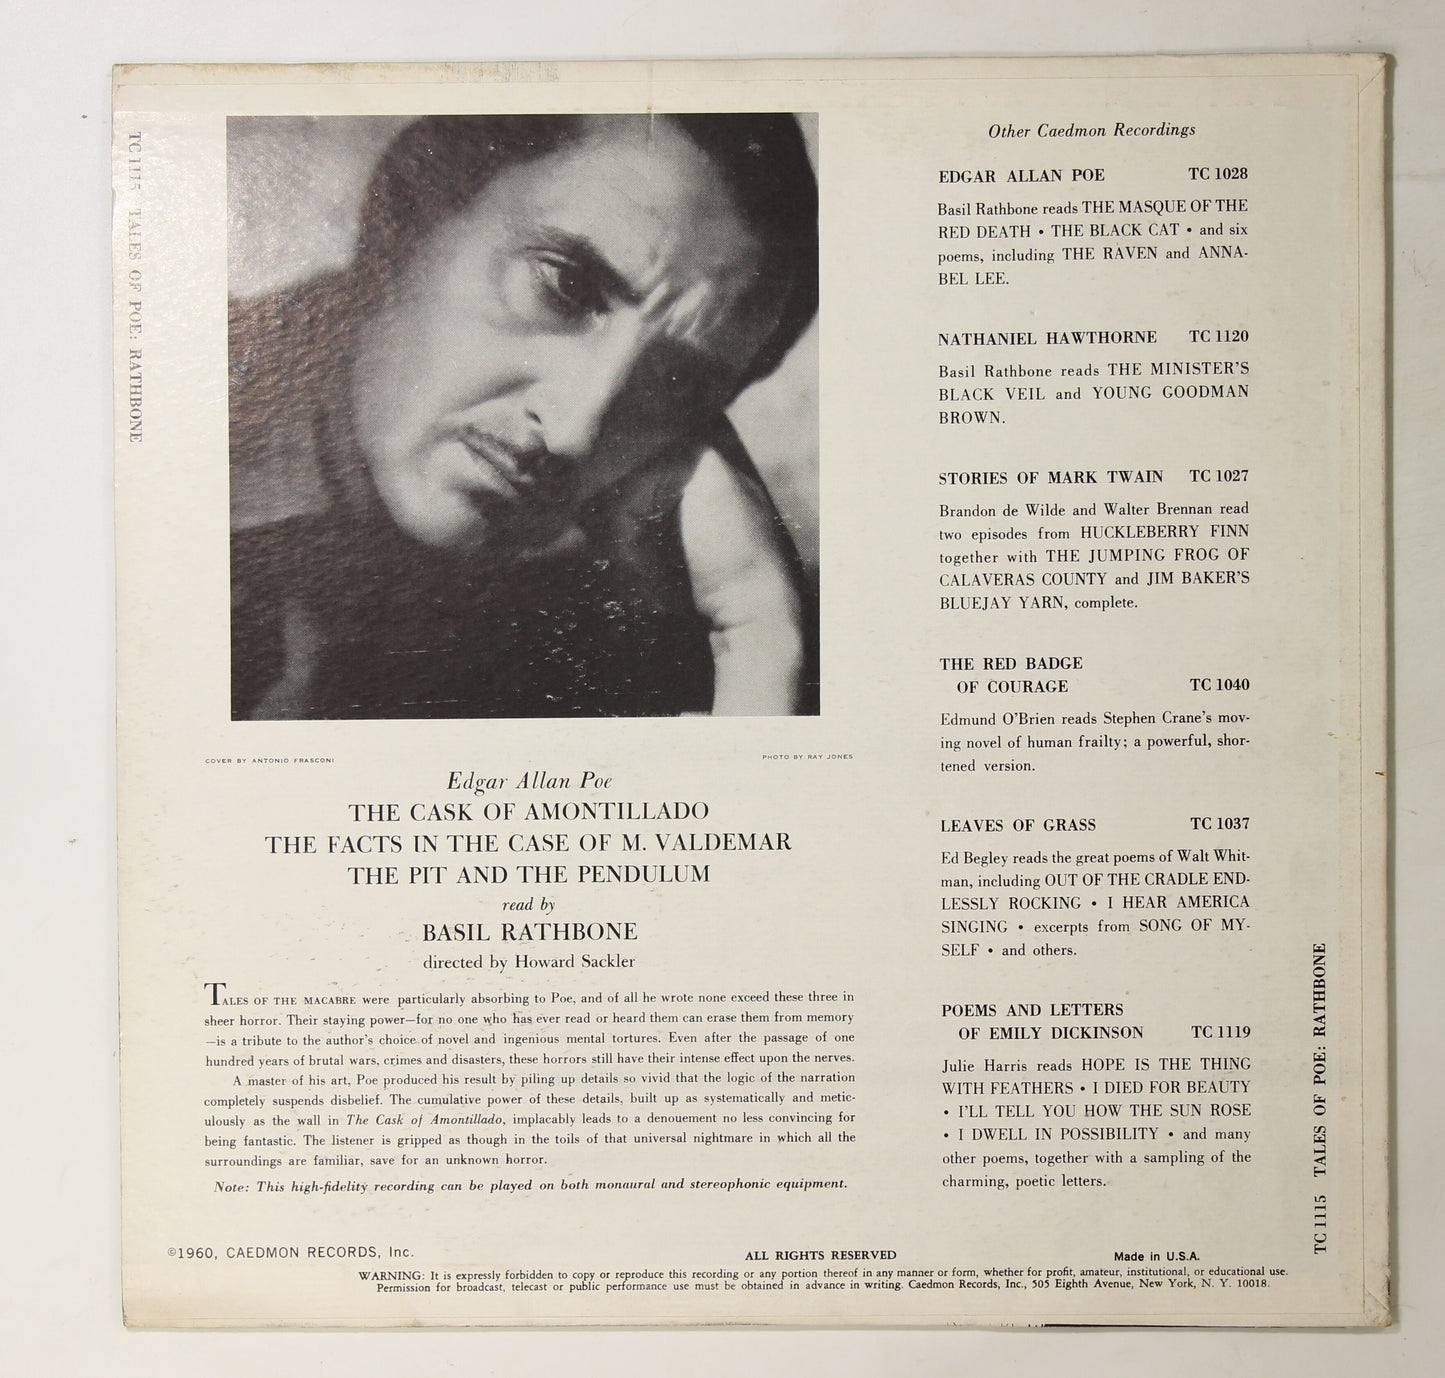 TC 1115 TALES OF POE: RATHBONE
COVER BY ANTONIO FRASCONI
PHOTO BY RAY JONES
Edgar Allan Poe
THE CASK OF AMONTILLADO
THE FACTS IN THE CASE OF M. VALDEMAR
THE PIT AND THE PENDULUM
read by
BASIL RATHBONE
directed by Howard Sackler
TALES OF THE MACABRE were particularly absorbing to Poe, and of all he wrote none exceed these three in
sheer horror. Their staying power—for no one who has ever read or heard them can erase them from memory
—is a tribute to the author's choice of novel and ingenious mental tortures. Even after the passage of one
hundred years of brutal wars, crimes and disasters, these horrors still have their intense effect upon the nerves.
A master of his art, Poe produced his result by piling up details so vivid that the logic of the narration
completely suspends disbelief. The cumulative power of these details, built up as systematically and metic-
ulously as the wall in The Cask of Amontillado, implacably leads to a denouement no less convincing for
being fantastic. The listener is gripped as though in the toils of that universal nightmare in which all the
surroundings are familiar, save for an unknown horror.
Note: This high-fidelity recording can be played on both monaural and stereophonic equipment.
Other Caedmon Recordings
EDGAR ALLAN POE TC 1028
Basil Rathbone reads THE MASQUE OF THE
RED DEATH • THE BLACK CAT • and six
poems, including THE RAVEN and ANNA-
BEL LEE.
NATHANIEL HAWTHORNE TC 1120
Basil Rathbone reads THE MINISTER'S
BLACK VEIL and YOUNG GOODMAN
BROWN.
STORIES OF MARK TWAIN TC 1027
Brandon de Wilde and Walter Brennan read
two episodes from HUCKLEBERRY FINN
together with THE JUMPING FROG OF
CALAVERAS COUNTY and JIM BAKER'S
BLUEJAY YARN, complete.
THE RED BADGE
OF COURAGE TC 1040
Edmund O'Brien reads Stephen Crane's mov-
ing novel of human frailty; a powerful, shor-
tened version.
LEAVES OF GRASS TC 1037
Ed Begley reads the great poems of Walt Whit-
man, including OUT OF THE CRADLE END-
LESSLY ROCKING • I HEAR AMERICA
SINGING • excerpts from SONG OF MY-
SELF • and others.
POEMS AND LETTERS
OF EMILY DICKINSON TC 1119
Julie Harris reads HOPE IS THE THING
WITH FEATHERS • I DIED FOR BEAUTY
• I'LL TELL YOU HOW THE SUN ROSE
• I DWELL IN POSSIBILITY • and many
other poems, together with a sampling of the
charming, poetic letters.
TC 1115 TALES OF POE: RATHBONE
©1960, CAEDMON RECORDS, Inc.
ALL RIGHTS RESERVED
Made in U.S.A.
WARNING: It is expressly forbidden to copy or reproduce this recording or any portion thereof in any manner or form, whether for profit, amateur, institutional, or educational use.
Permission for broadcast, telecast or public performance use must be obtained in advance in writing. Caedmon Records, Inc., 505 Eighth Avenue, New York, N. Y. 10018.